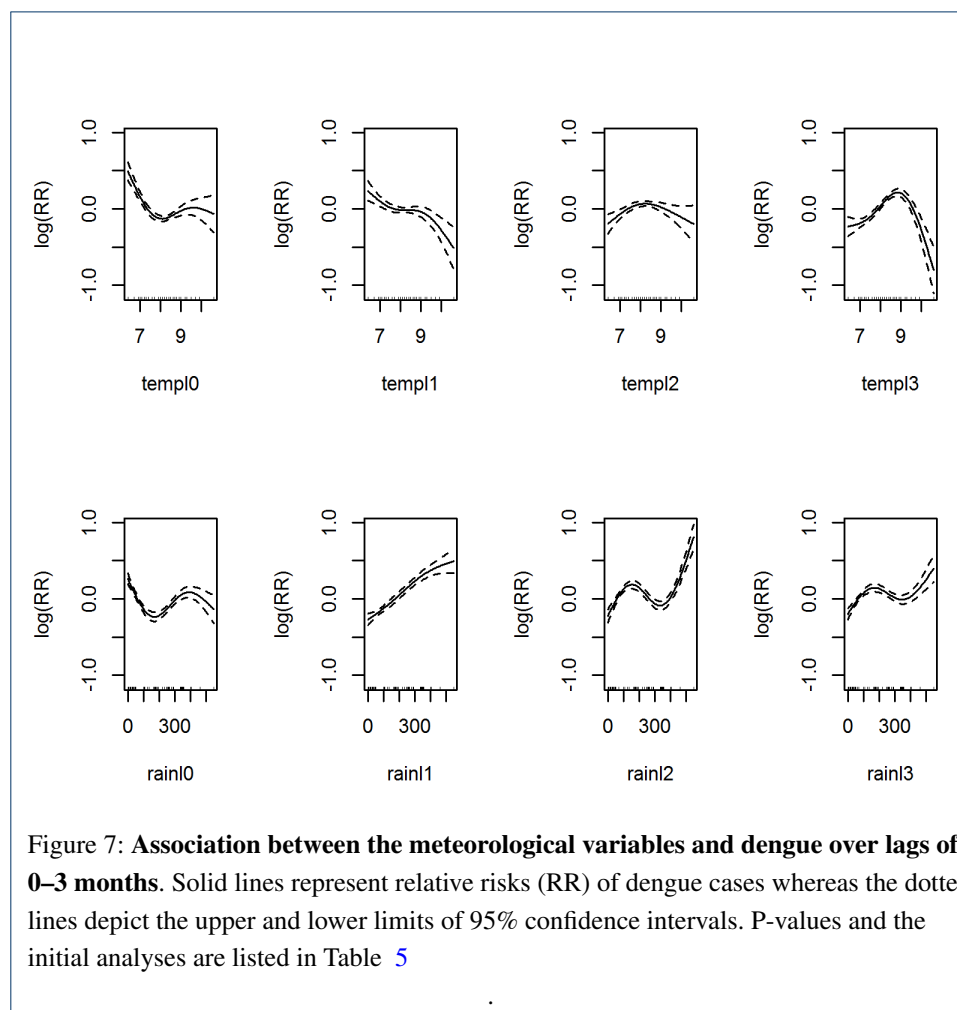 1.0 1.0 1.0 1.0
log(RR) log(RR) log(RR) log(RR)
0.0 0.0 0.0 0.0
-1.0 -1.0 -1.0 -1.0
7 9 7 9 7 9 7 9
templ0 templ1 templ2 templ3
1.0 1.0 1.0 1.0
log(RR) log(RR) log(RR) log(RR)
0.0 0.0 0.0 0.0
-1.0 -1.0 -1.0 -1.0
0 300 0 300 0 300 0 300
rainl0 rainl1 rainl2 rainl3
Figure 7: Association between the meteorological variables and dengue over lags of
0–3 months. Solid lines represent relative risks (RR) of dengue cases whereas the dotte
lines depict the upper and lower limits of 95% confidence intervals. P-values and the
initial analyses are listed in Table 5
.